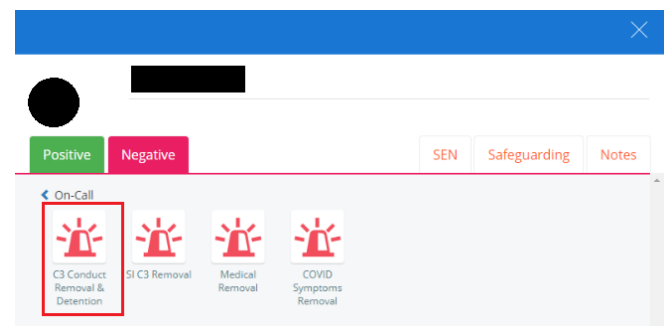 Positive
Negative
SEN
Safeguarding
Notes
On-Call
C3 Conduct
Removal &
Detention
SI C3 Removal
Medical
Removal
COVID
Symptoms
Removal